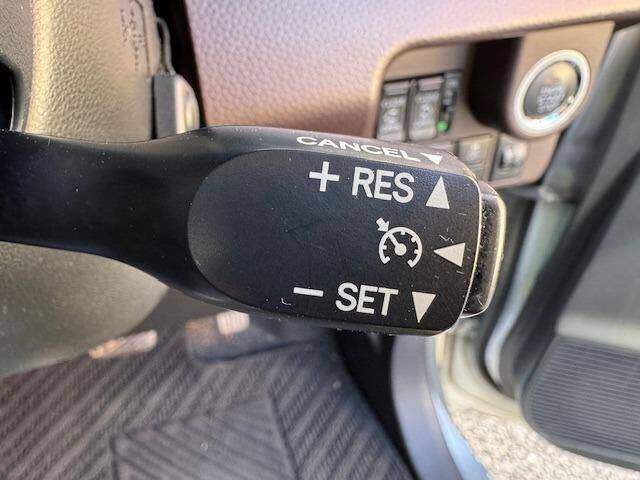 CANCEL ▼
+ RES ▲
◀
− SET ▼